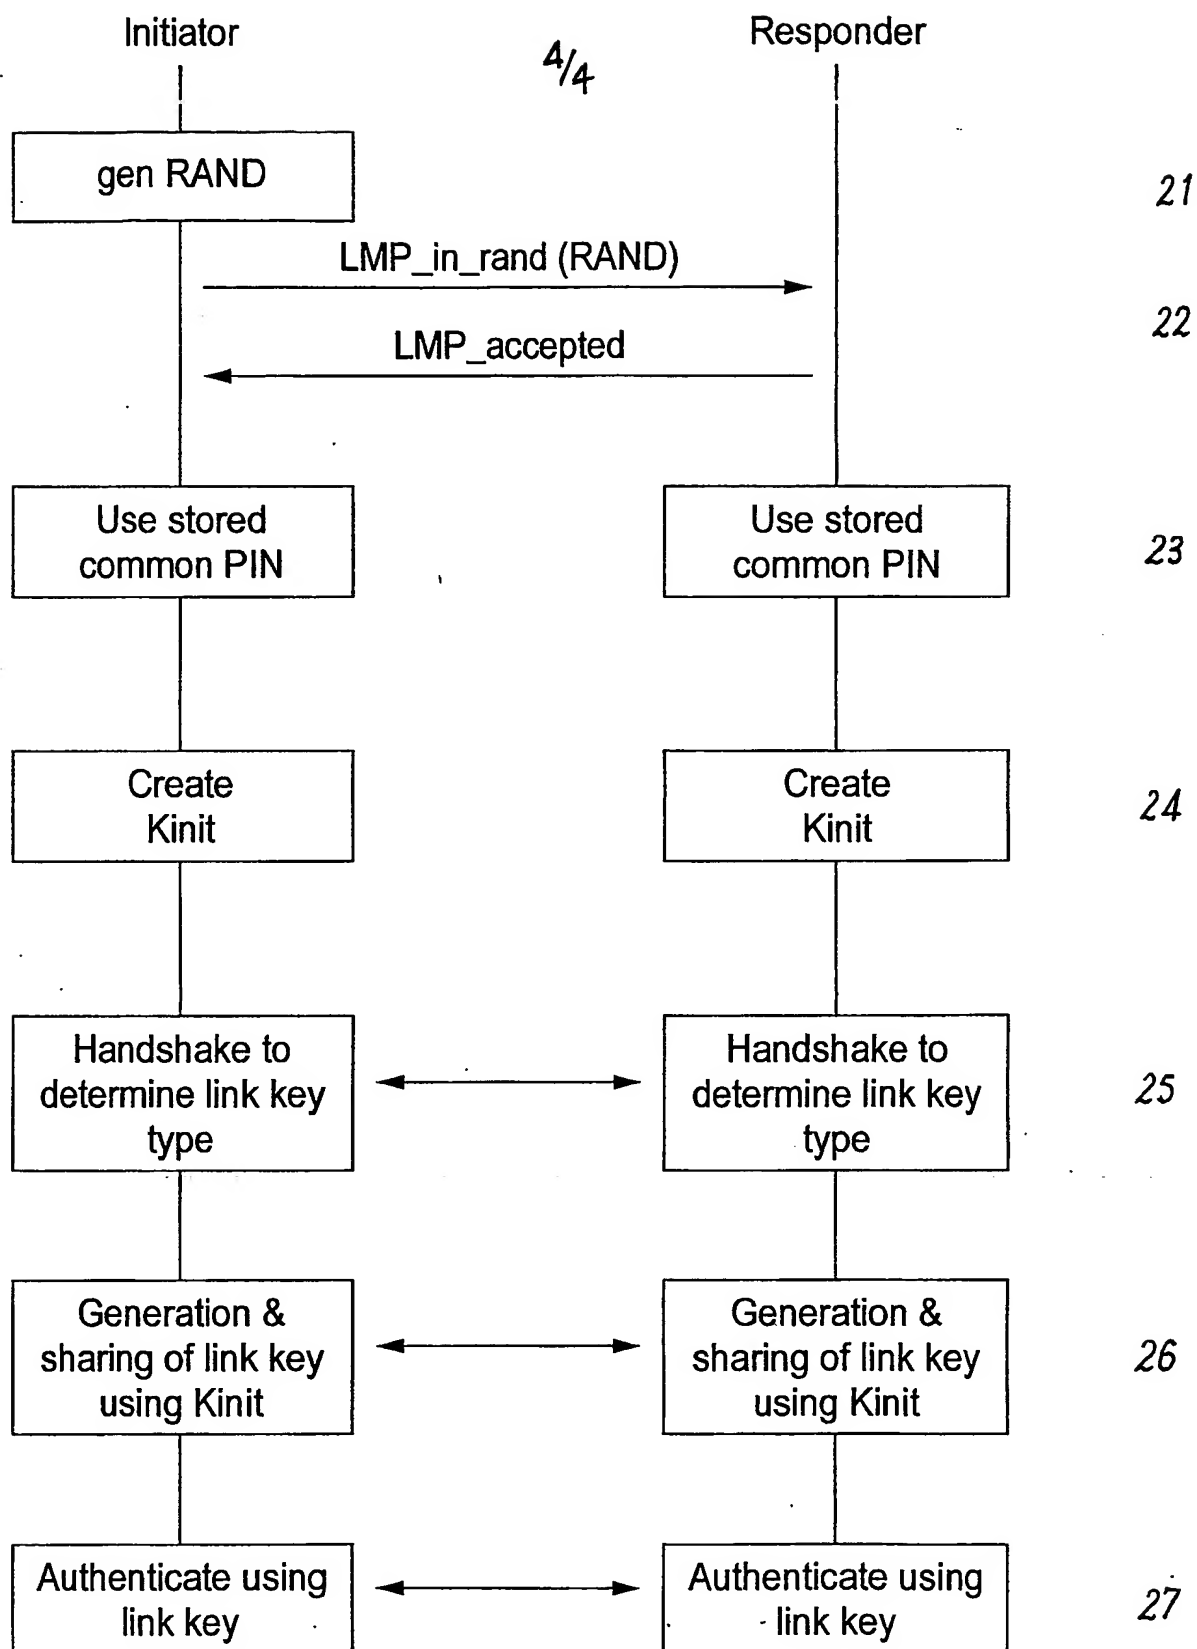 Initiator
4/4
Responder
gen RAND
21
LMP_in_rand (RAND)
22
LMP_accepted
Use stored
common PIN
Use stored
common PIN
23
Create
Kinit
Create
Kinit
24
Handshake to
determine link key
type
Handshake to
determine link key
type
25
Generation &
sharing of link key
using Kinit
Generation &
sharing of link key
using Kinit
26
Authenticate using
link key
Authenticate using
link key
27